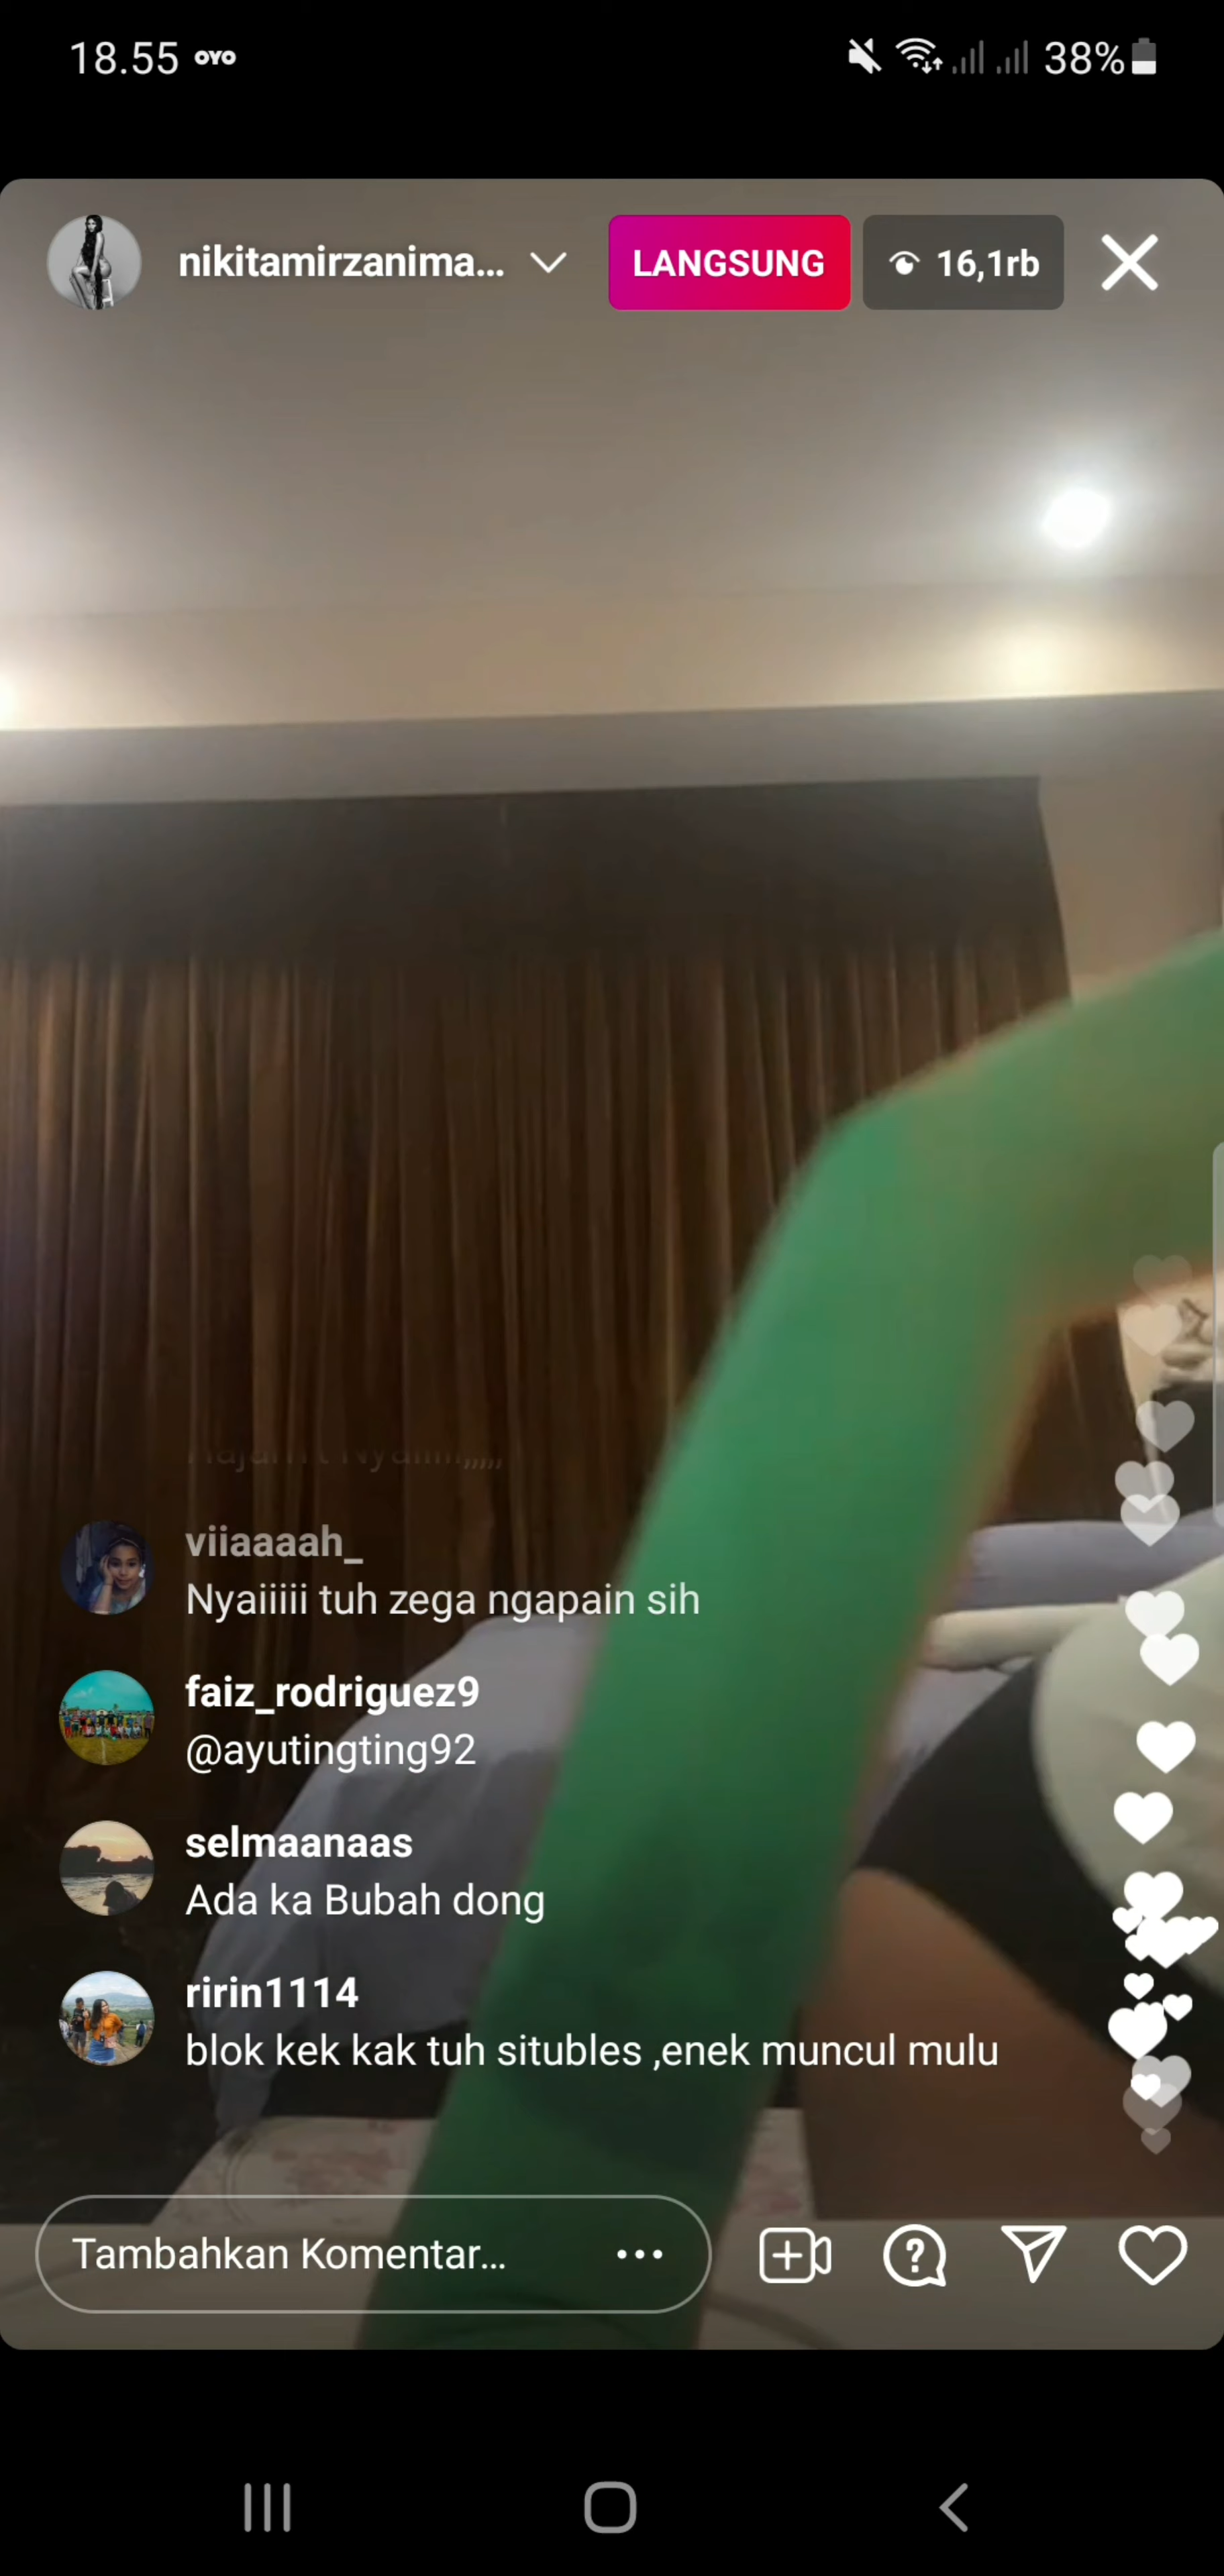 18.55 OYO 38%
nikitamirzanima... LANGSUNG 16,1rb
viiaaaah_
Nyaiiiii tuh zega ngapain sih
faiz_rodriguez9
@ayutingting92
selmaanaas
Ada ka Bubah dong
ririn1114
blok kek kak tuh situbles ,enek muncul mulu
Tambahkan Komentar...